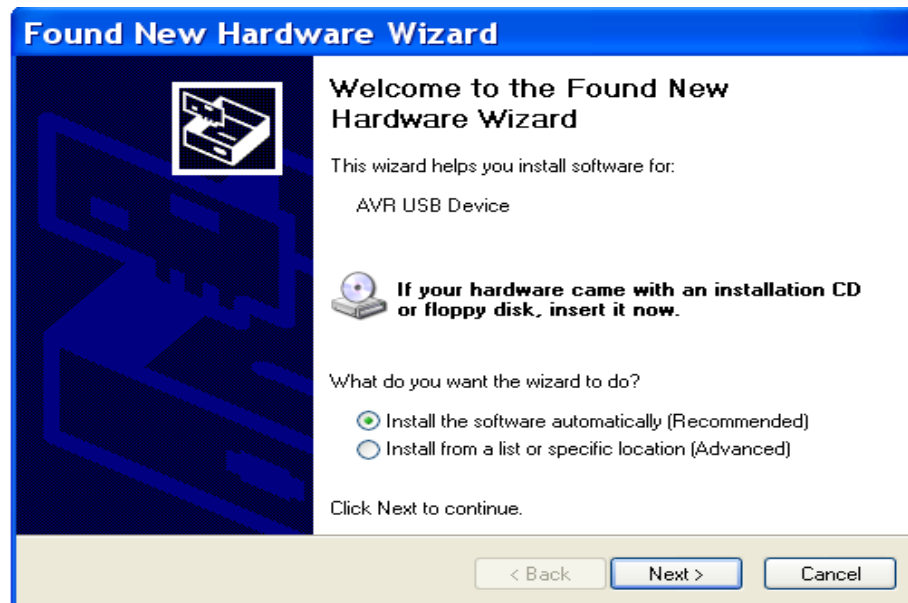 Found New Hardware Wizard
Welcome to the Found New
Hardware Wizard
This wizard helps you install software for:
AVR USB Device
If your hardware came with an installation CD
or floppy disk, insert it now.
What do you want the wizard to do?
Install the software automatically (Recommended)
Install from a list or specific location (Advanced)
Click Next to continue.
< Back Next > Cancel